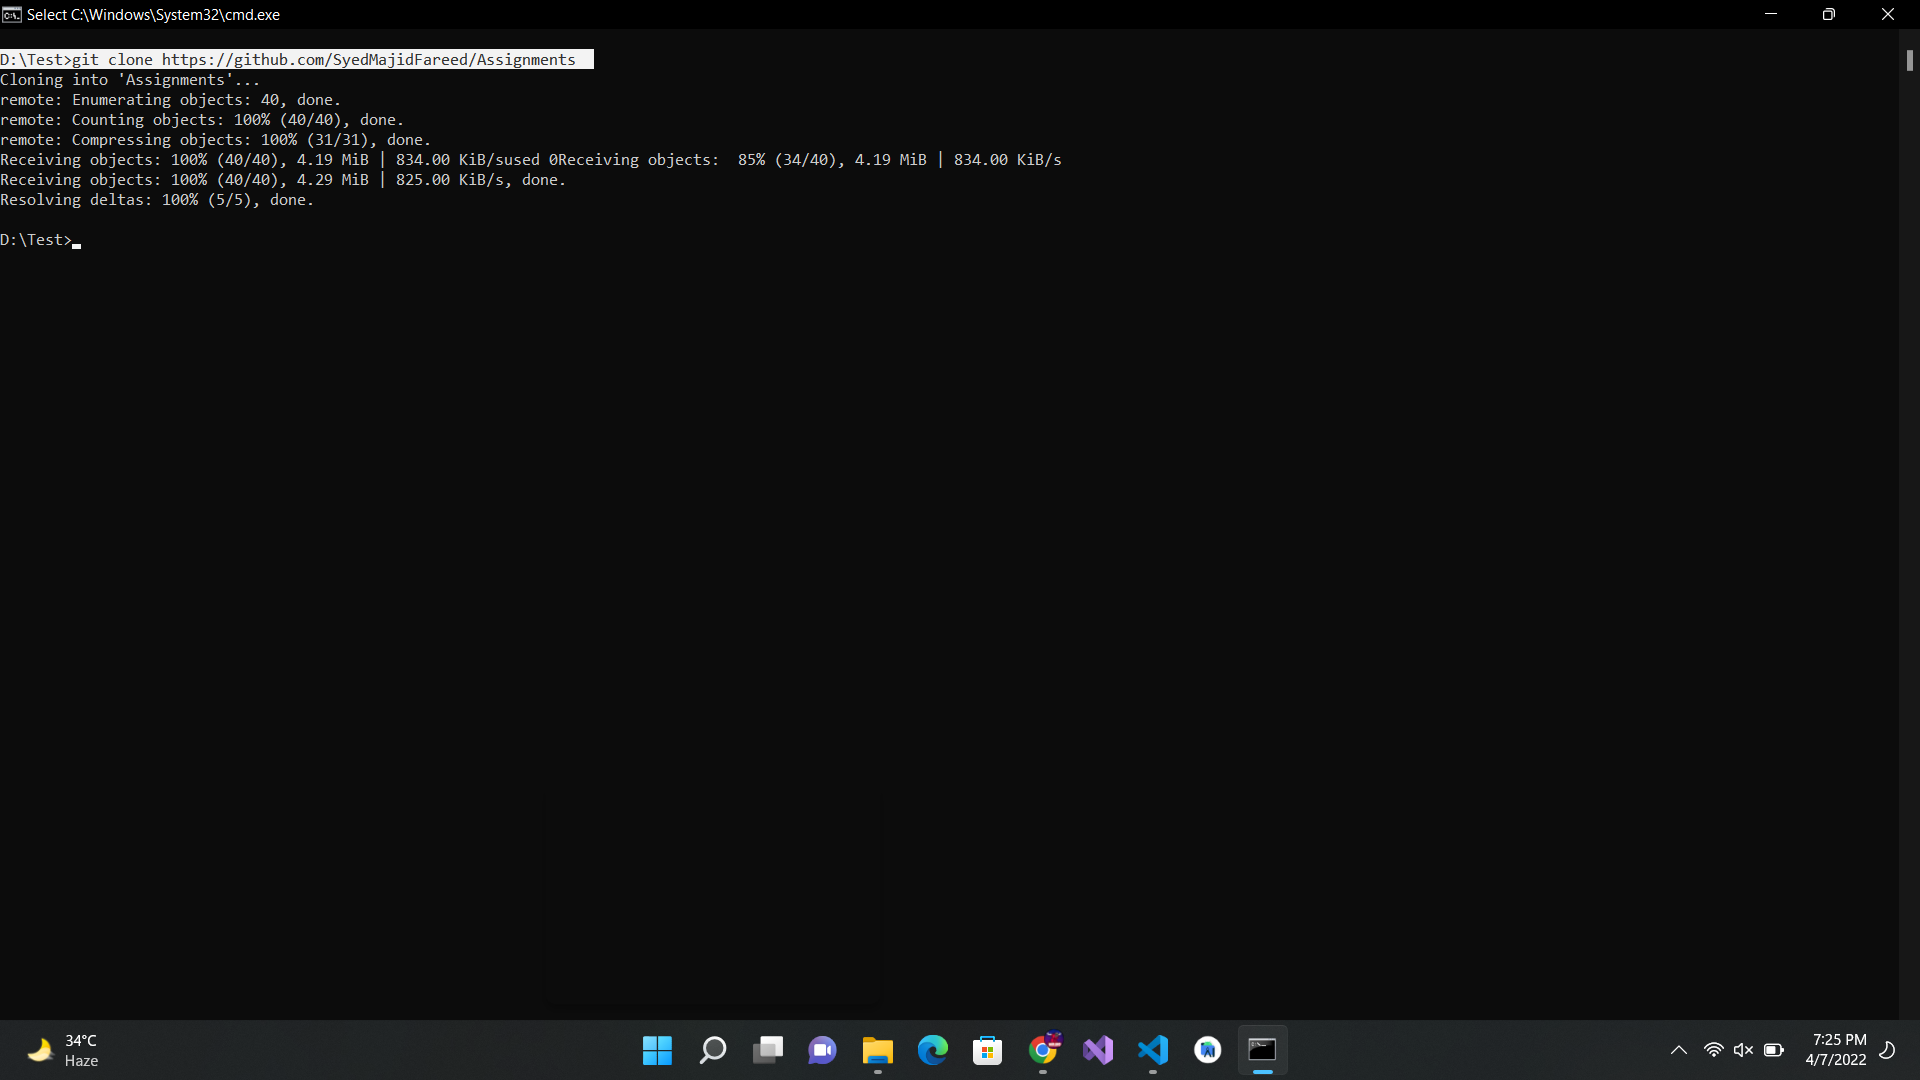 Select C:\Windows\System32\cmd.exe
D:\Test>git clone https://github.com/SyedMajidFareed/Assignments
Cloning into 'Assignments'...
remote: Enumerating objects: 40, done.
remote: Counting objects: 100% (40/40), done.
remote: Compressing objects: 100% (31/31), done.
Receiving objects: 100% (40/40), 4.19 MiB | 834.00 KiB/sused 0Receiving objects:  85% (34/40), 4.19 MiB | 834.00 KiB/s
Receiving objects: 100% (40/40), 4.29 MiB | 825.00 KiB/s, done.
Resolving deltas: 100% (5/5), done.
D:\Test>
34°C
Haze
7:25 PM
4/7/2022